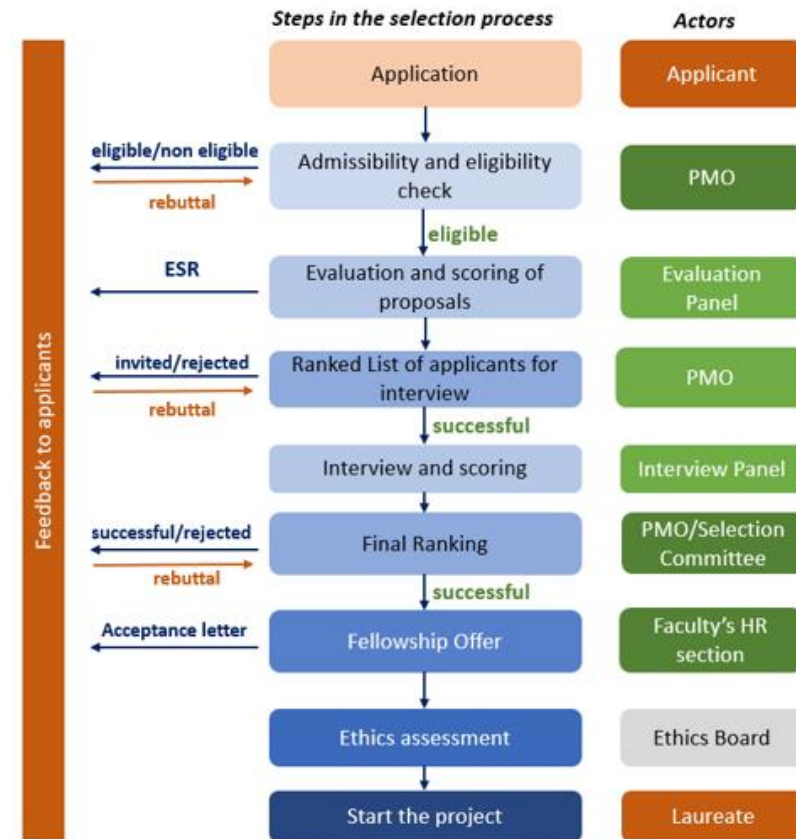 Steps in the selection process
Actors
Application
Applicant
eligible/non eligible
rebuttal
Admissibility and eligibility
check
PMO
eligible
ESR
Evaluation and scoring of
proposals
Evaluation
Panel
invited/rejected
rebuttal
Ranked List of applicants for
interview
PMO
successful
Interview and scoring
Interview Panel
successful/rejected
rebuttal
Final Ranking
PMO/Selection
Committee
successful
Acceptance letter
Fellowship Offer
Faculty's HR
section
Ethics assessment
Ethics Board
Start the project
Laureate
Feedback to applicants